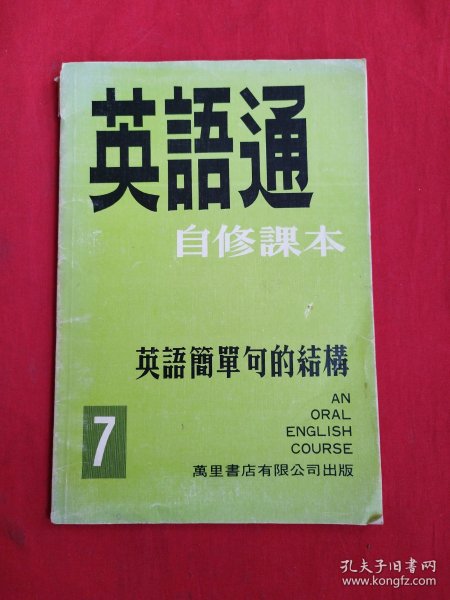 英語通
自修課本
英語簡單句的結構
AN
ORAL
ENGLISH
COURSE
7
萬里書店有限公司出版
孔夫子旧书网
www.kongfz.com